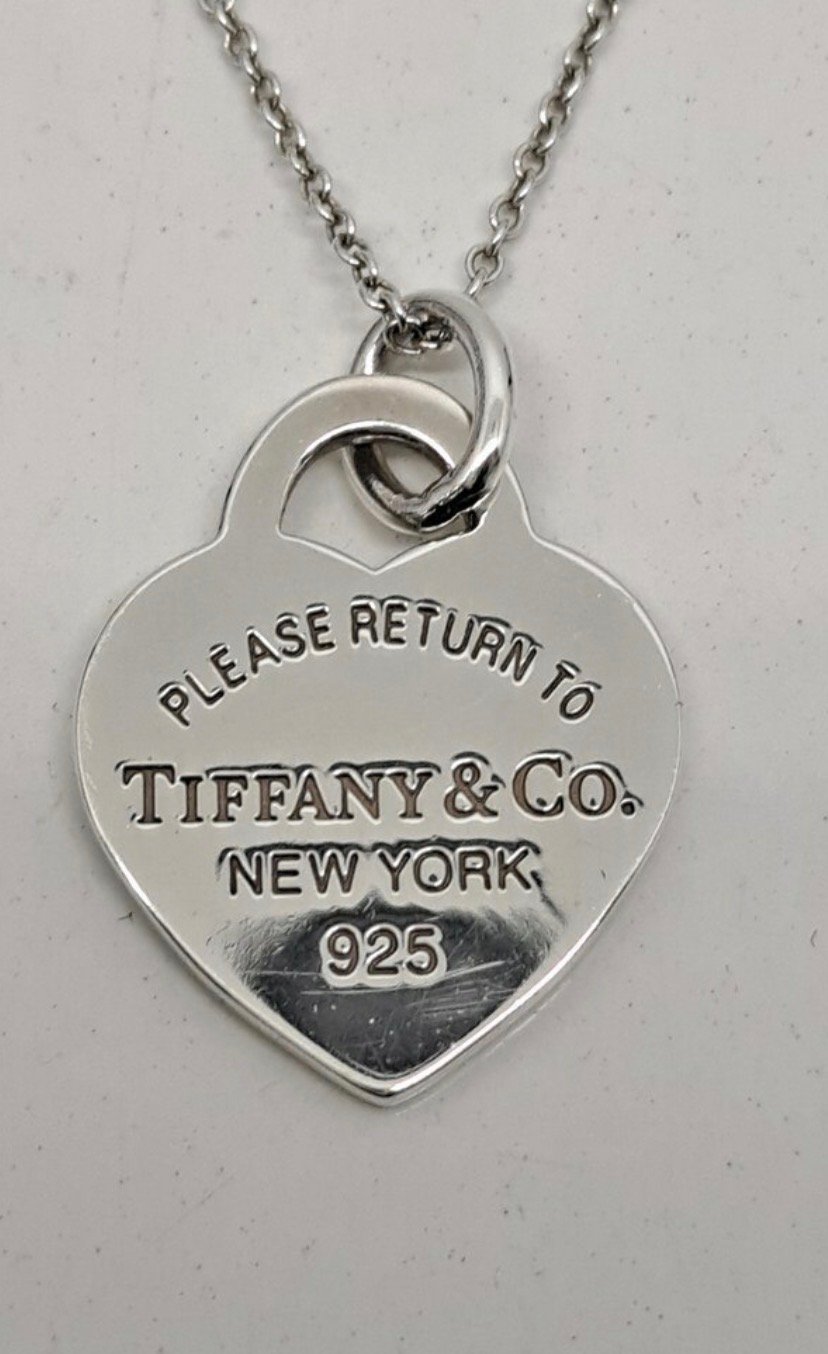 PLEASE RETURN TO
TIFFANY & CO.
NEW YORK
925